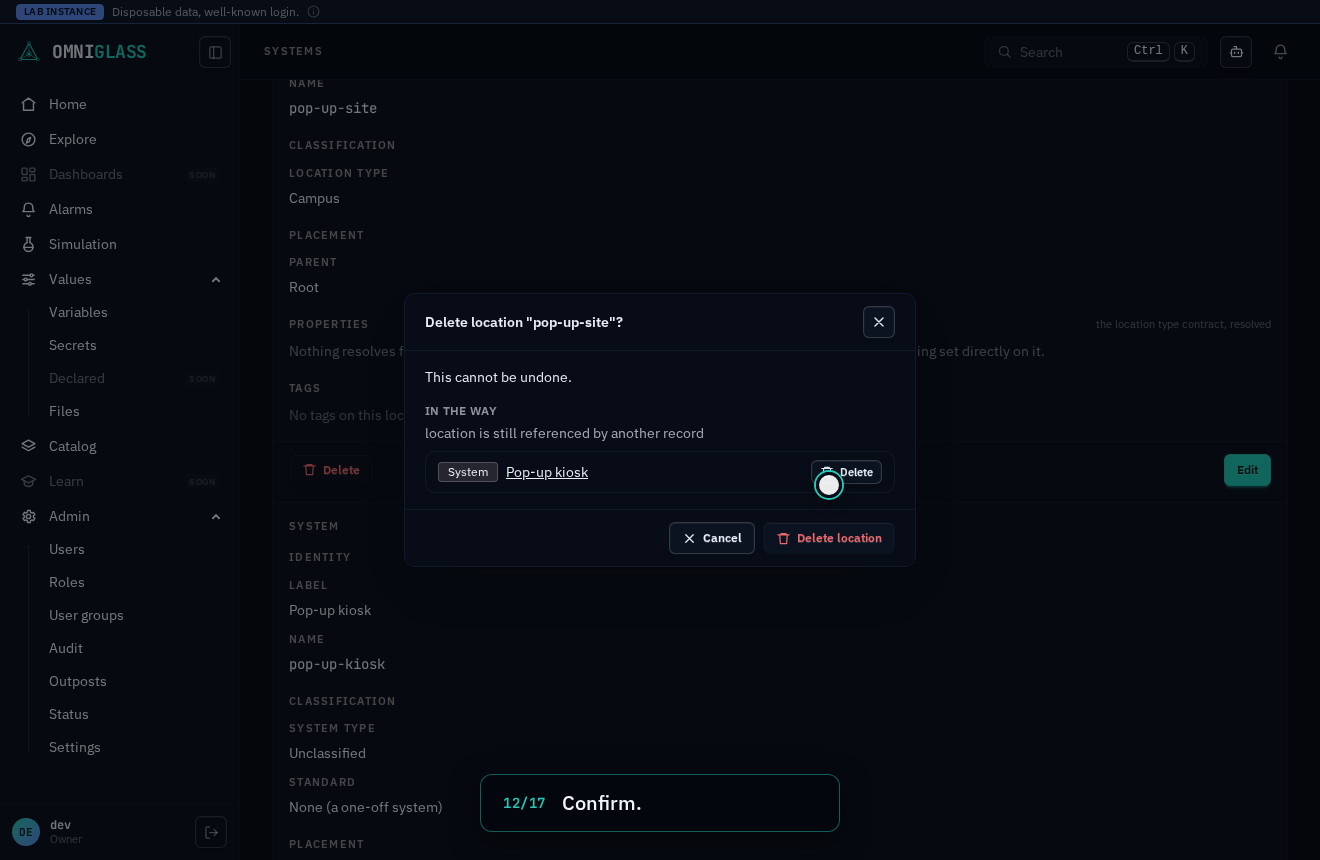 LAB INSTANCE Disposable data, well-known login.
OMNIGLASS
SYSTEMS
Search Ctrl K
Home
Explore
Dashboards SOON
Alarms
Simulation
Values
Variables
Secrets
Declared SOON
Files
Catalog
Learn SOON
Admin
Users
Roles
User groups
Audit
Outposts
Status
Settings
DE dev
Owner
NAME
pop-up-site
CLASSIFICATION
LOCATION TYPE
Campus
PLACEMENT
PARENT
Root
PROPERTIES the location type contract, resolved
Nothing resolves f ing set directly on it.
TAGS
No tags on this loc
Delete Edit
Delete location "pop-up-site"?
This cannot be undone.
IN THE WAY
location is still referenced by another record
System Pop-up kiosk Delete
Cancel Delete location
SYSTEM
IDENTITY
LABEL
Pop-up kiosk
NAME
pop-up-kiosk
CLASSIFICATION
SYSTEM TYPE
Unclassified
STANDARD
None (a one-off system)
PLACEMENT
12/17 Confirm.